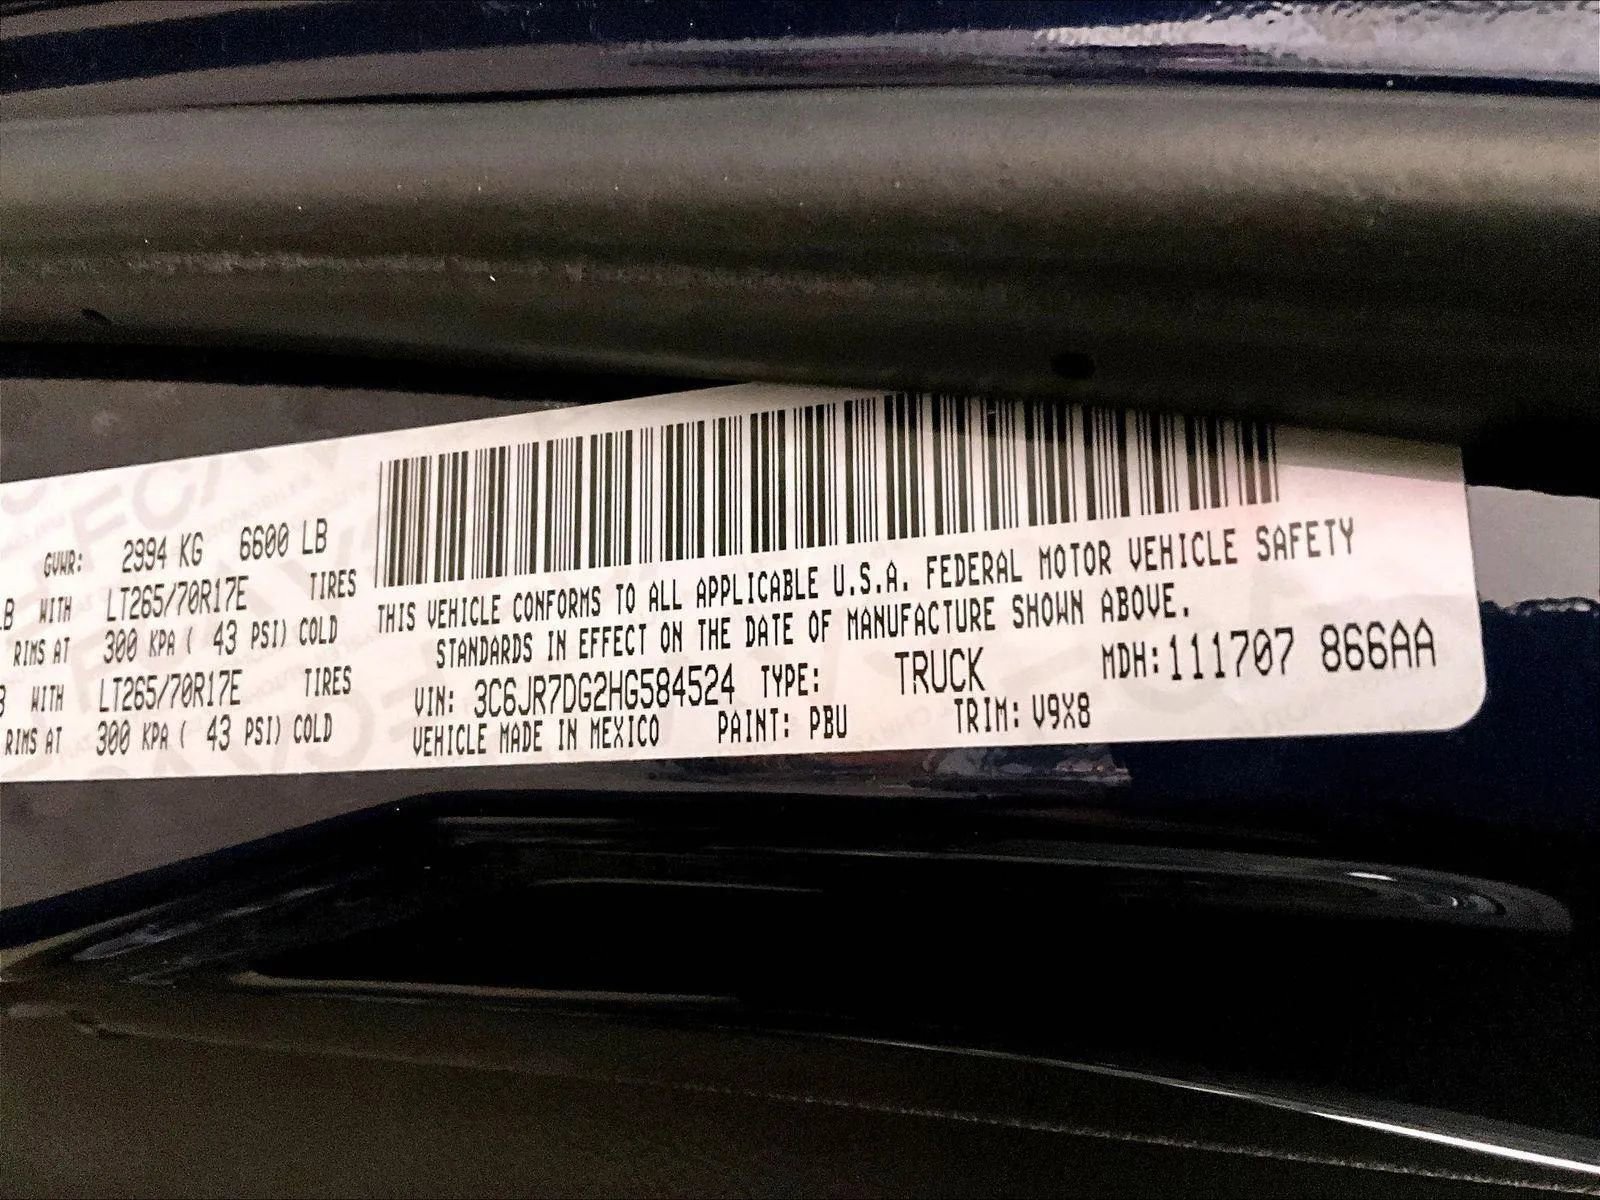 GVWR: 2994 KG 6600 LB
LB WITH LT265/70R17E TIRES
RIMS AT 300 KPA ( 43 PSI) COLD
WITH LT265/70R17E TIRES
RIMS AT 300 KPA ( 43 PSI) COLD
THIS VEHICLE CONFORMS TO ALL APPLICABLE U.S.A. FEDERAL MOTOR VEHICLE SAFETY
STANDARDS IN EFFECT ON THE DATE OF MANUFACTURE SHOWN ABOVE.
VIN: 3C6JR7DG2HG584524 TYPE: TRUCK MDH:111707 866AA
VEHICLE MADE IN MEXICO PAINT: PBU TRIM: V9X8